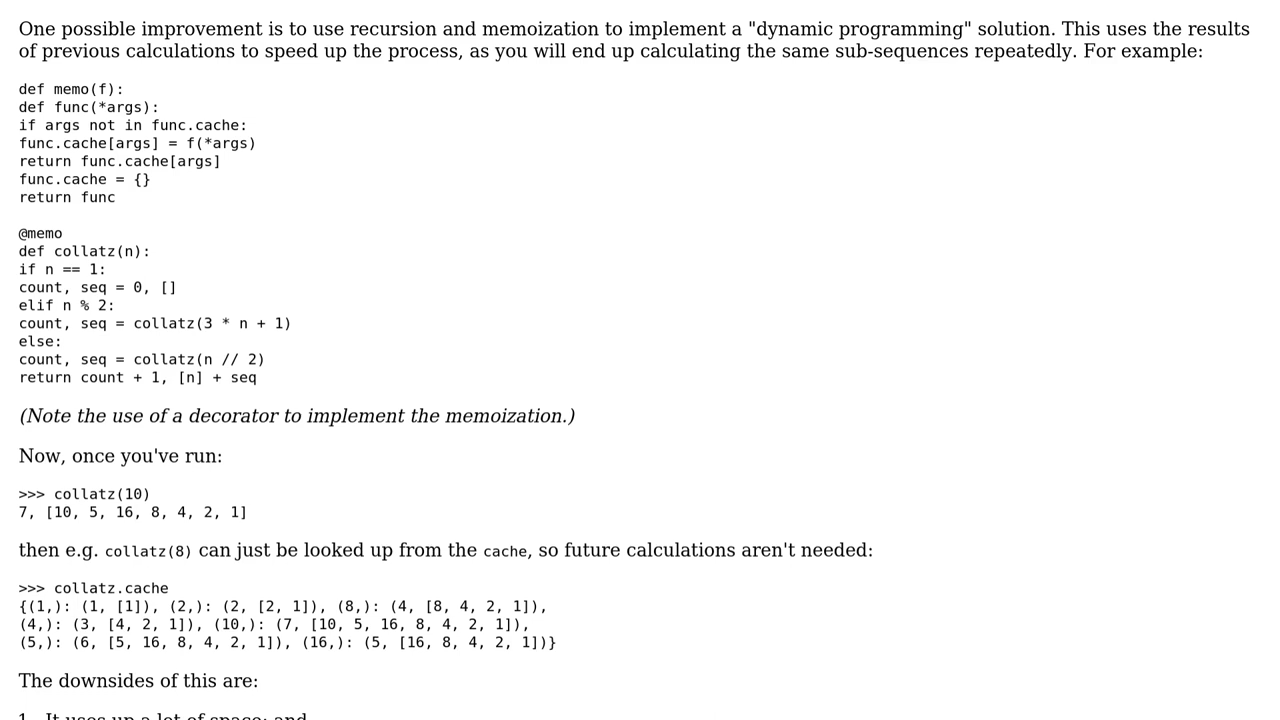 One possible improvement is to use recursion and memoization to implement a "dynamic programming" solution. This uses the results
of previous calculations to speed up the process, as you will end up calculating the same sub-sequences repeatedly. For example:
def memo(f):
def func(*args):
if args not in func.cache:
func.cache[args] = f(*args)
return func.cache[args]
func.cache = {}
return func
@memo
def collatz(n):
if n == 1:
count, seq = 0, []
elif n % 2:
count, seq = collatz(3 * n + 1)
else:
count, seq = collatz(n // 2)
return count + 1, [n] + seq
(Note the use of a decorator to implement the memoization.)
Now, once you've run:
>>> collatz(10)
7, [10, 5, 16, 8, 4, 2, 1]
then e.g. collatz(8) can just be looked up from the cache, so future calculations aren't needed:
>>> collatz.cache
{(1,): (1, [1]), (2,): (2, [2, 1]), (8,): (4, [8, 4, 2, 1]),
(4,): (3, [4, 2, 1]), (10,): (7, [10, 5, 16, 8, 4, 2, 1]),
(5,): (6, [5, 16, 8, 4, 2, 1]), (16,): (5, [16, 8, 4, 2, 1])}
The downsides of this are:
1. It uses up a lot of space; and